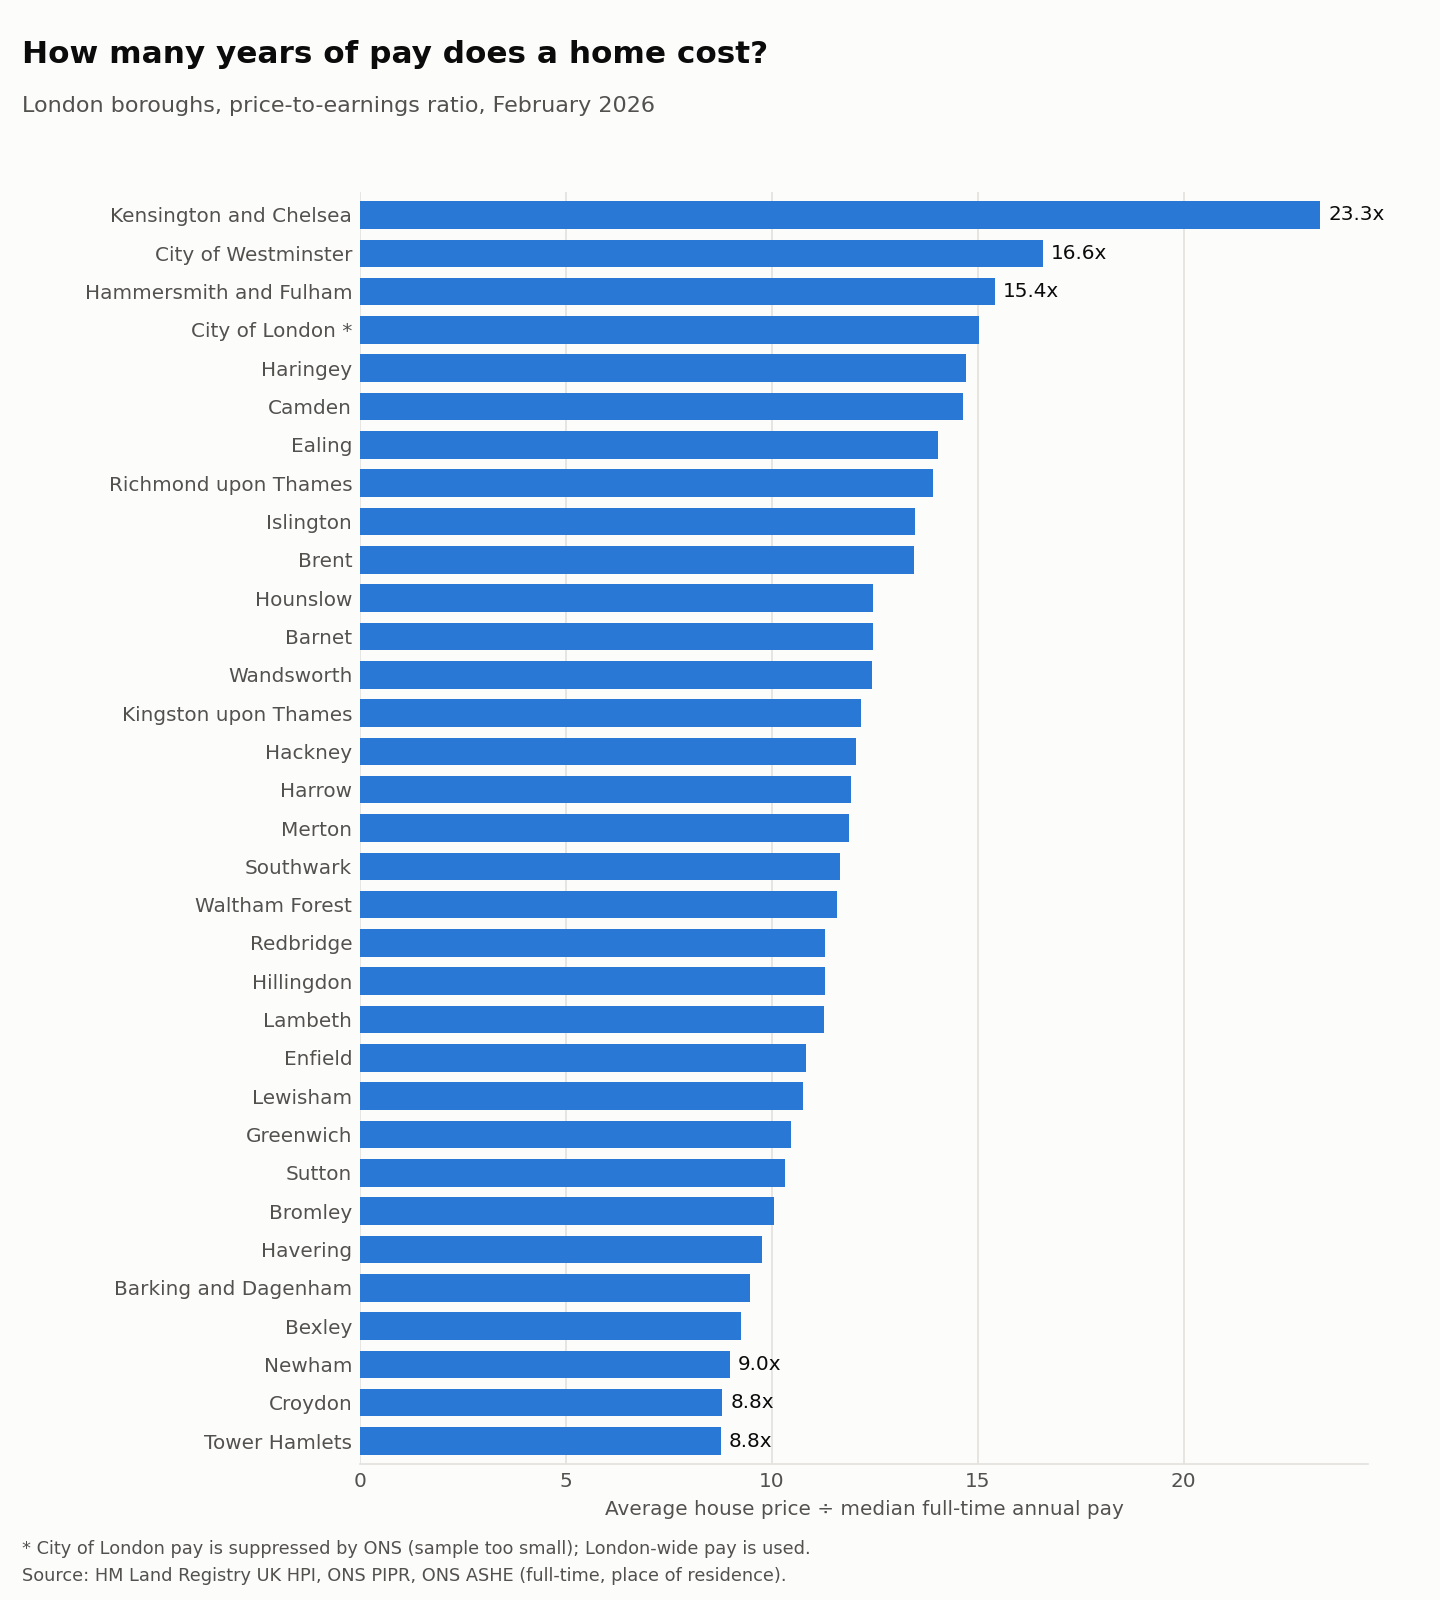 How many years of pay does a home cost?
London boroughs, price-to-earnings ratio, February 2026
Kensington and Chelsea 23.3x
City of Westminster 16.6x
Hammersmith and Fulham 15.4x
City of London *
Haringey
Camden
Ealing
Richmond upon Thames
Islington
Brent
Hounslow
Barnet
Wandsworth
Kingston upon Thames
Hackney
Harrow
Merton
Southwark
Waltham Forest
Redbridge
Hillingdon
Lambeth
Enfield
Lewisham
Greenwich
Sutton
Bromley
Havering
Barking and Dagenham
Bexley
Newham 9.0x
Croydon 8.8x
Tower Hamlets 8.8x
0 5 10 15 20
Average house price ÷ median full-time annual pay
* City of London pay is suppressed by ONS (sample too small); London-wide pay is used.
Source: HM Land Registry UK HPI, ONS PIPR, ONS ASHE (full-time, place of residence).